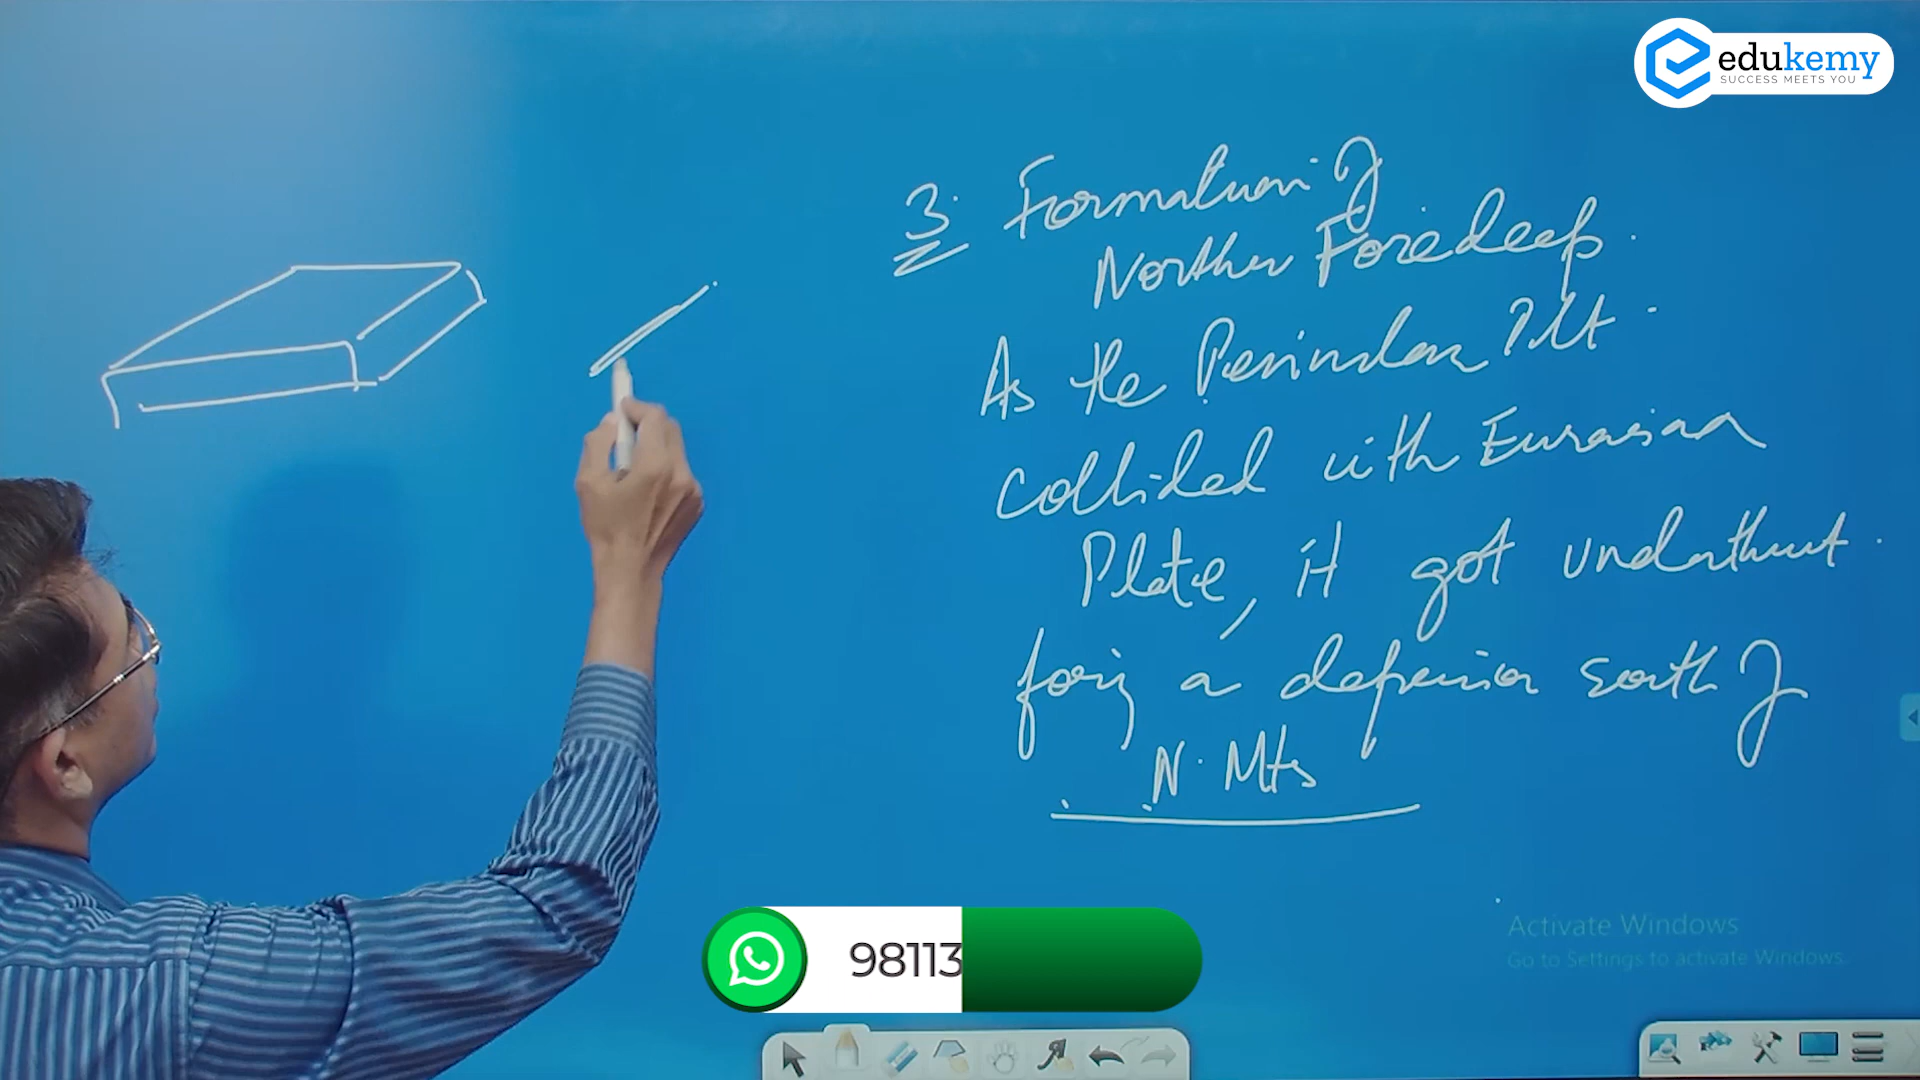 edukemy
SUCCESS MEETS YOU
3. Formation of
Northern Foredeep.
As the Peninsular Plt.
collided with Eurasian
Plate, it got underthrust.
forming a depression south of
N. Mts
98113
Activate Windows
Go to Settings to activate Windows.